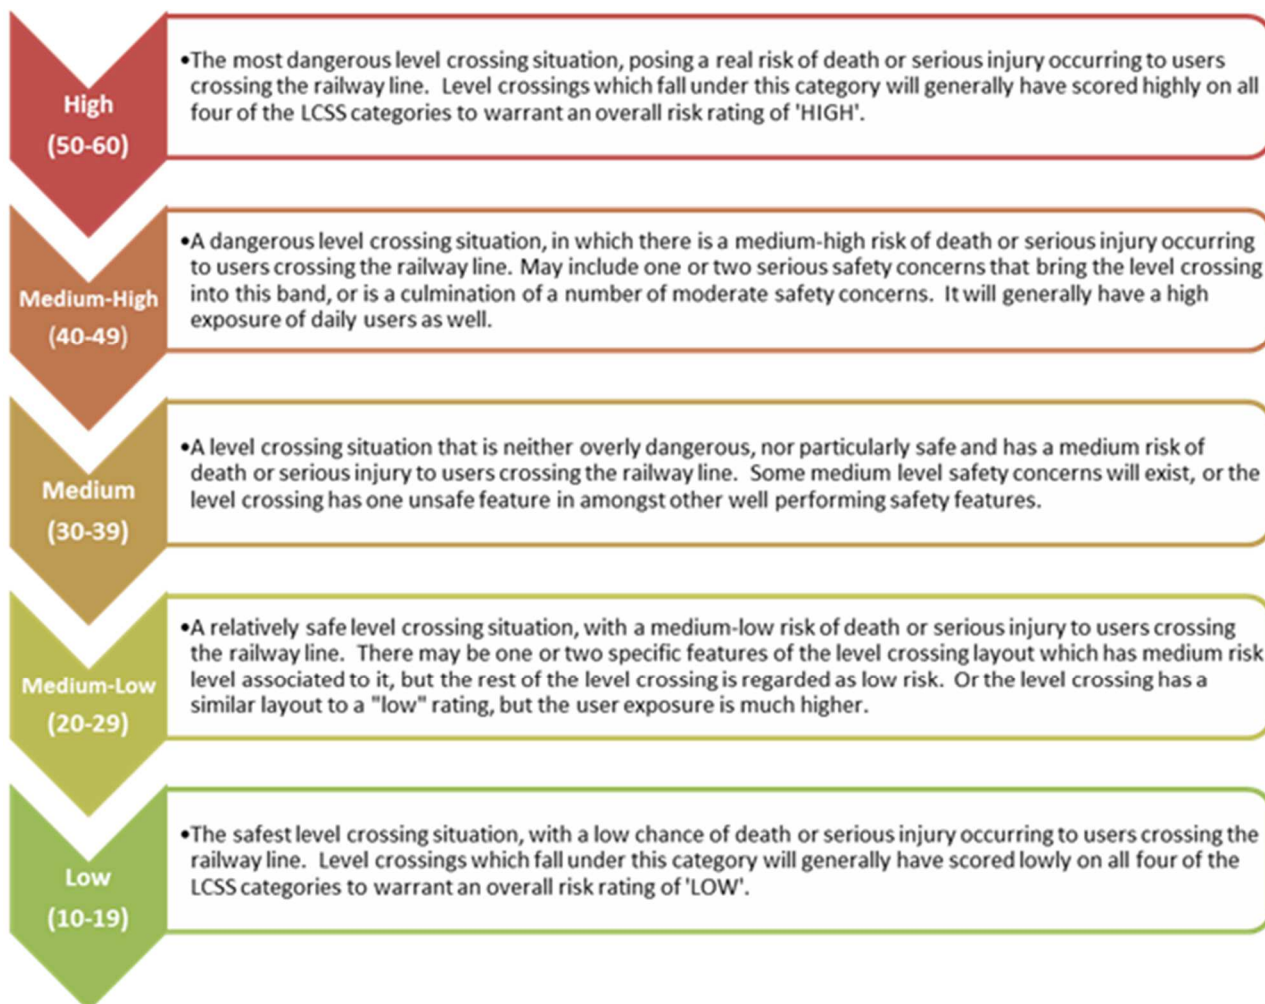 High
(50-60)
•The most dangerous level crossing situation, posing a real risk of death or serious injury occurring to users
crossing the railway line.  Level crossings which fall under this category will generally have scored highly on all
four of the LCSS categories to warrant an overall risk rating of 'HIGH'.
Medium-High
(40-49)
•A dangerous level crossing situation, in which there is a medium-high risk of death or serious injury occurring
to users crossing the railway line. May include one or two serious safety concerns that bring the level crossing
into this band, or is a culmination of a number of moderate safety concerns.  It will generally have a high
exposure of daily users as well.
Medium
(30-39)
•A level crossing situation that is neither overly dangerous, nor particularly safe and has a medium risk of
death or serious injury to users crossing the railway line.  Some medium level safety concerns will exist, or the
level crossing has one unsafe feature in amongst other well performing safety features.
Medium-Low
(20-29)
•A relatively safe level crossing situation, with a medium-low risk of death or serious injury to users crossing
the railway line.  There may be one or two specific features of the level crossing layout which has medium risk
level associated to it, but the rest of the level crossing is regarded as low risk.  Or the level crossing has a
similar layout to a "low" rating, but the user exposure is much higher.
Low
(10-19)
•The safest level crossing situation, with a low chance of death or serious injury occurring to users crossing the
railway line.  Level crossings which fall under this category will generally have scored lowly on all four of the
LCSS categories to warrant an overall risk rating of 'LOW'.